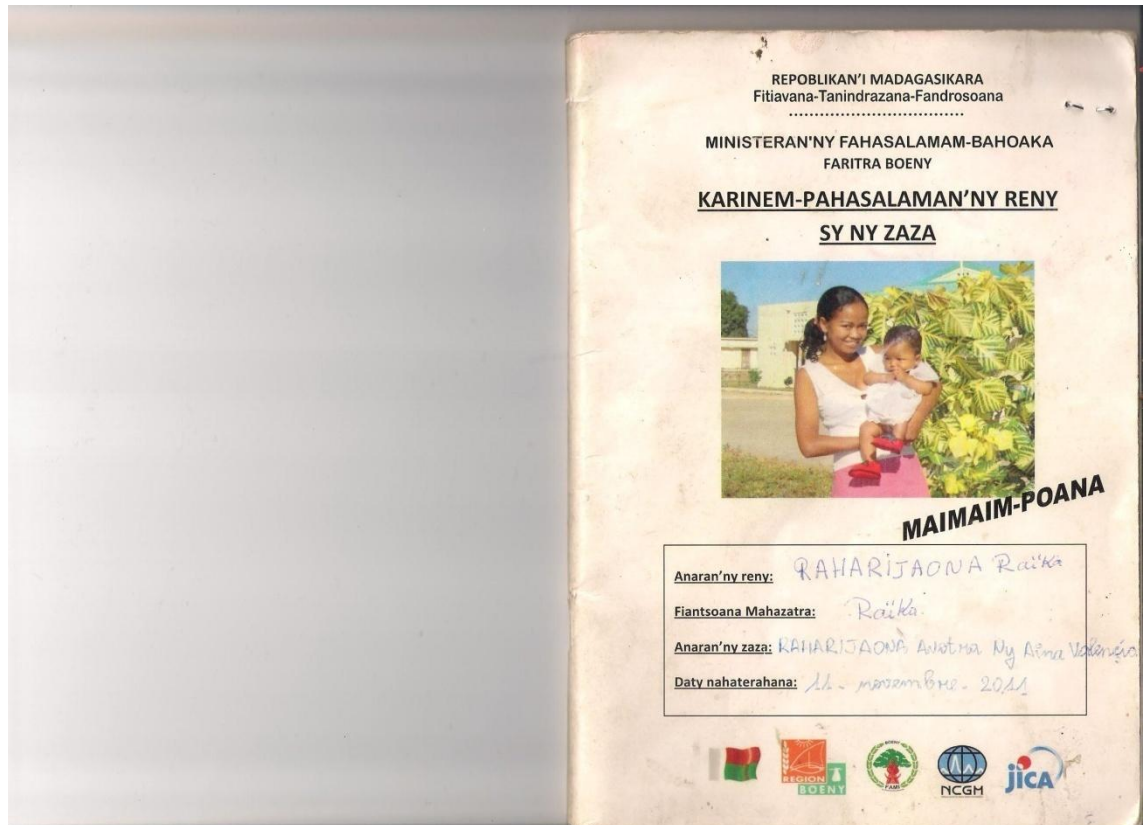 REPOBLIKAN'I MADAGASIKARA
Fitiavana-Tanindrazana-Fandrosoana
..................................
MINISTERAN'NY FAHASALAMAM-BAHOAKA
FARITRA BOENY
KARINEM-PAHASALAMAN'NY RENY
SY NY ZAZA
MAIMAIM-POANA
Anaran'ny reny: RAHARIJAONA Raïka
Fiantsoana Mahazatra: Raïka
Anaran'ny zaza: RAHARIJAONA Avotra Ny Aina Valencia
Daty nahaterahana: 11 - novembre - 2011
REGION
BOENY
FAMI
NCGM
jICA